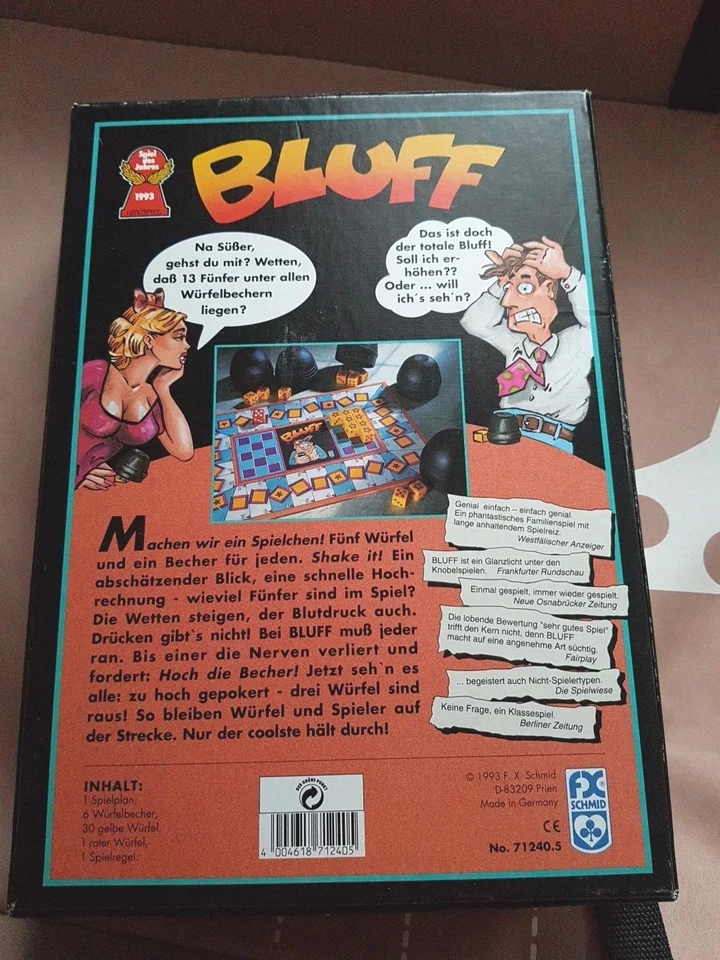 Spiel
des
Jahres
1993
BLUFF
Na Süßer,
gehst du mit? Wetten,
daß 13 Fünfer unter allen
Würfelbechern
liegen?
Das ist doch
der totale Bluff!
Soll ich er-
höhen??
Oder ... will
ich's seh'n?
BLUFF
Machen wir ein Spielchen! Fünf Würfel
und ein Becher für jeden. Shake it! Ein
abschätzender Blick, eine schnelle Hoch-
rechnung - wieviel Fünfer sind im Spiel?
Die Wetten steigen, der Blutdruck auch.
Drücken gibt`s nicht! Bei BLUFF muß jeder
ran. Bis einer die Nerven verliert und
fordert: Hoch die Becher! Jetzt seh`n es
alle: zu hoch gepokert - drei Würfel sind
raus! So bleiben Würfel und Spieler auf
der Strecke. Nur der coolste hält durch!
Genial einfach – einfach genial.
Ein phantastisches Familienspiel mit
lange anhaltendem Spielreiz.
Westfälischer Anzeiger
BLUFF ist ein Glanzlicht unter den
Knobelspielen. Frankfurter Rundschau
Einmal gespielt, immer wieder gespielt.
Neue Osnabrücker Zeitung
Die lobende Bewertung "sehr gutes Spiel"
trifft den Kern nicht, denn BLUFF
macht auf eine angenehme Art süchtig.
Fairplay
... begeistert auch Nicht-Spielertypen.
Die Spielwiese
Keine Frage, ein Klassespiel.
Berliner Zeitung
INHALT:
1 Spielplan,
6 Würfelbecher,
30 gelbe Würfel,
1 roter Würfel,
1 Spielregel.
DER GRÜNE PUNKT
4 004618 712405
© 1993 F. X. Schmid
D-83209 Prien
Made in Germany
CE
No. 71240.5
FX
SCHMID